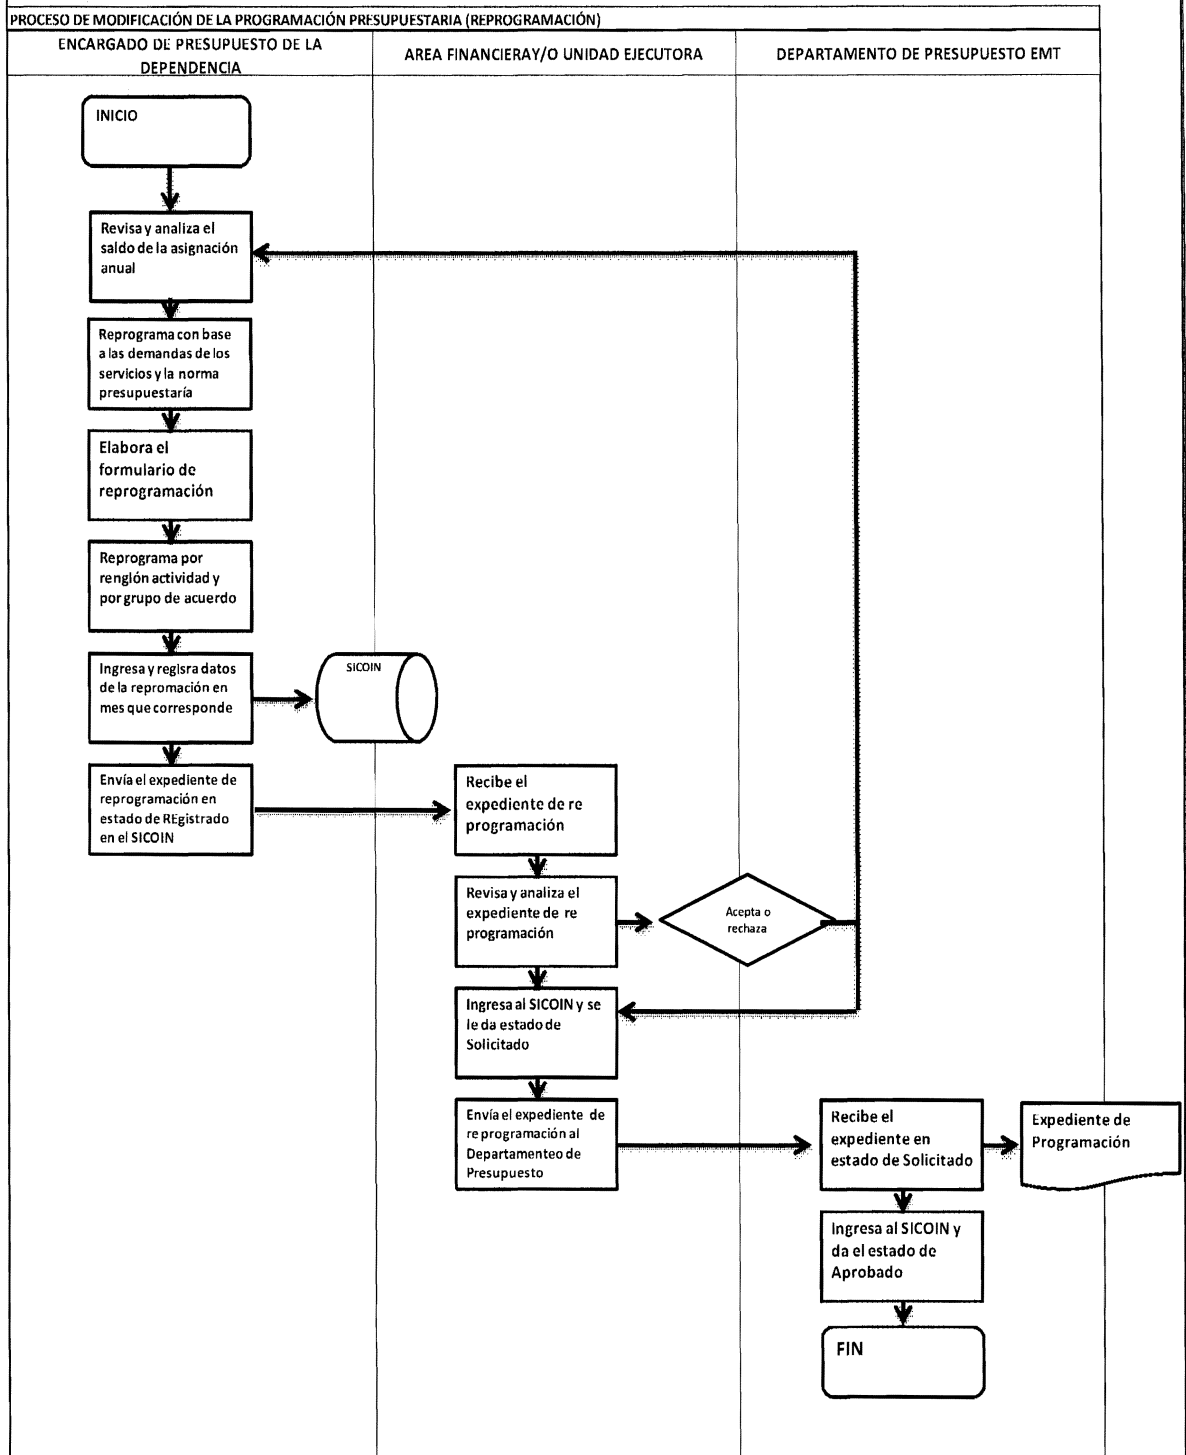 PROCESO DE MODIFICACIÓN DE LA PROGRAMACIÓN PRESUPUESTARIA (REPROGRAMACIÓN)
ENCARGADO DE PRESUPUESTO DE LA
DEPENDENCIA
AREA FINANCIERAY/O UNIDAD EJECUTORA
DEPARTAMENTO DE PRESUPUESTO EMT
INICIO
Revisa y analiza el
saldo de la asignación
anual
Reprograma con base
a las demandas de los
servicios y la norma
presupuestaría
Elabora el
formulario de
reprogramación
Reprograma por
renglón actividad y
por grupo de acuerdo
Ingresa y regisra datos
de la repromación en
mes que corresponde
SICOIN
Envía el expediente de
reprogramación en
estado de REgistrado
en el SICOIN
Recibe el
expediente de re
programación
Revisa y analiza el
expediente de re
programación
Acepta o
rechaza
Ingresa al SICOIN y se
le da estado de
Solicitado
Envía el expediente de
re programación al
Departamenteo de
Presupuesto
Recibe el
expediente en
estado de Solicitado
Expediente de
Programación
Ingresa al SICOIN y
da el estado de
Aprobado
FIN